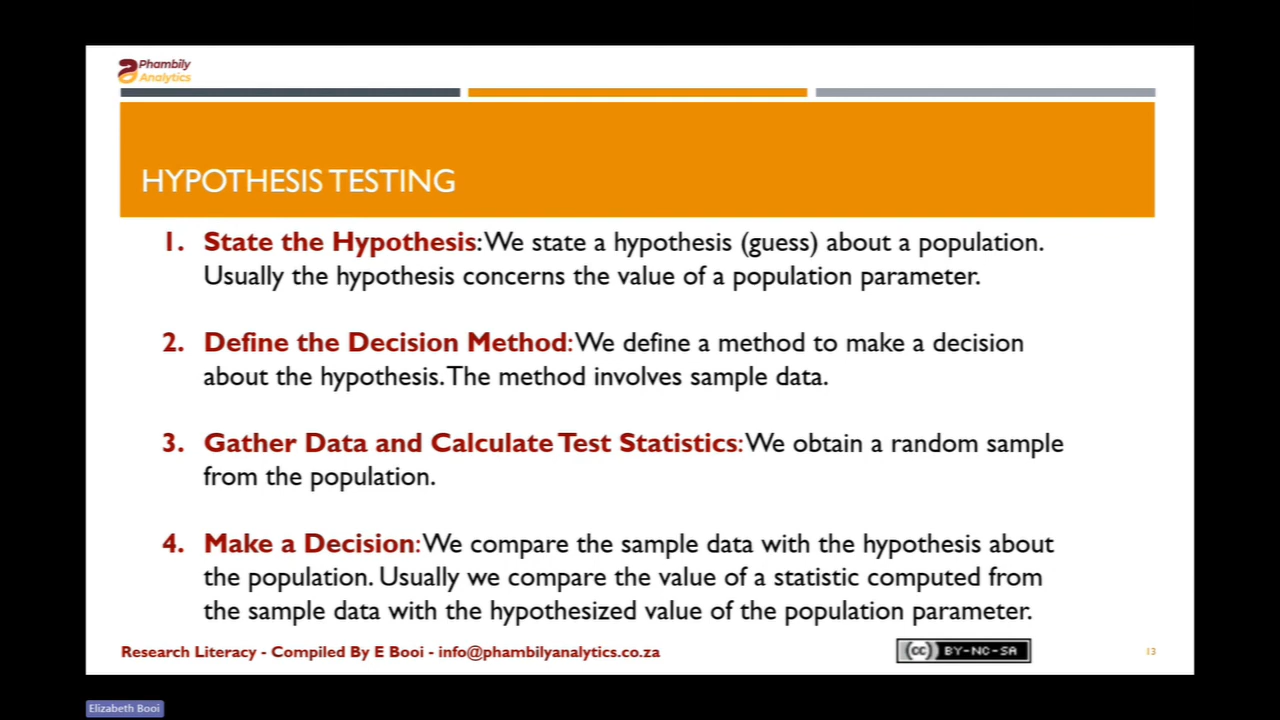 Phambily
Analytics
HYPOTHESIS TESTING
1. State the Hypothesis: We state a hypothesis (guess) about a population.
Usually the hypothesis concerns the value of a population parameter.
2. Define the Decision Method: We define a method to make a decision
about the hypothesis. The method involves sample data.
3. Gather Data and Calculate Test Statistics: We obtain a random sample
from the population.
4. Make a Decision: We compare the sample data with the hypothesis about
the population. Usually we compare the value of a statistic computed from
the sample data with the hypothesized value of the population parameter.
Research Literacy - Compiled By E Booi - info@phambilyanalytics.co.za
(cc) BY-NC-SA
13
Elizabeth Booi